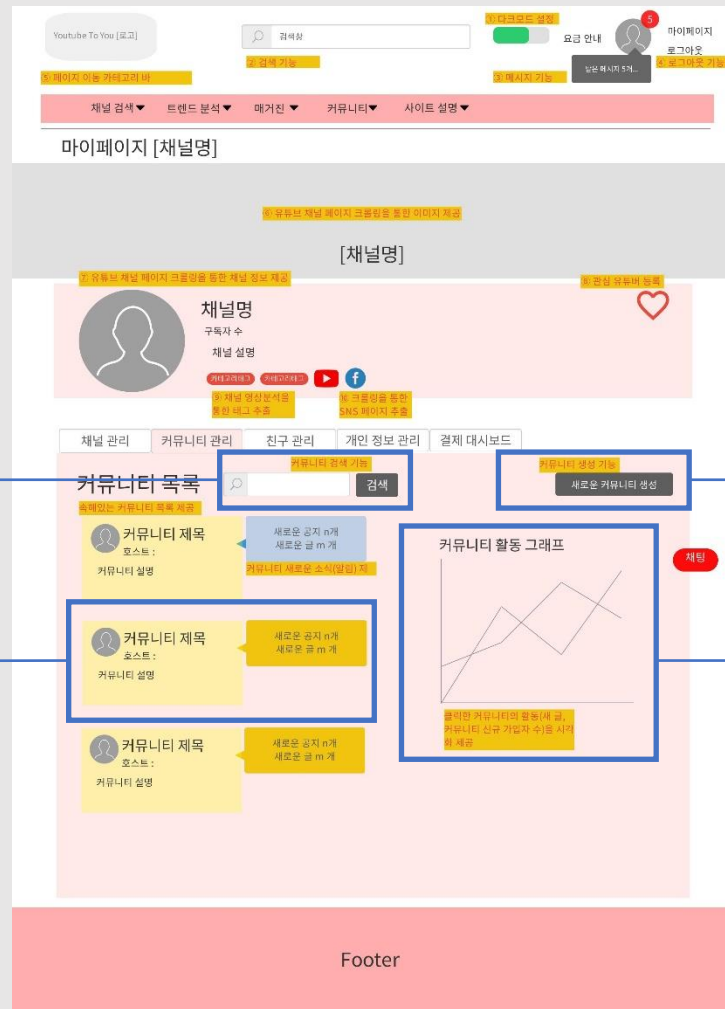 ① 다크모드 설정
5
Youtube To You [로고]
검색창
요금 안내
마이페이지
로그아웃
② 검색 기능
③ 메시지 기능
④ 로그아웃 기능
⑤ 페이지 이동 카테고리 바
채널 검색▼ 트렌드 분석▼ 매거진 ▼ 커뮤니티▼ 사이트 설명▼
마이페이지 [채널명]
⑥ 유튜브 채널 페이지 크롤링을 통한 이미지 제공
[채널명]
⑦ 유튜브 채널 페이지 크롤링을 통한 채널 정보 제공
⑧ 관심 유튜버 등록
채널명
구독자 수
채널 설명
카테고리태그 카테고리태그
⑨ 채널 영상분석을
통한 태그 추출
⑩ 크롤링을 통한
SNS 페이지 추출
채널 관리 커뮤니티 관리 친구 관리 개인 정보 관리 결제 대시보드
커뮤니티 검색 기능
커뮤니티 생성 기능
커뮤니티 목록
검색
새로운 커뮤니티 생성
속해있는 커뮤니티 목록 제공
커뮤니티 제목
호스트 :
커뮤니티 설명
새로운 공지 n개
새로운 글 m 개
커뮤니티 새로운 소식(알림) 제
커뮤니티 활동 그래프
채팅
커뮤니티 제목
호스트 :
커뮤니티 설명
새로운 공지 n개
새로운 글 m 개
클릭한 커뮤니티의 활동(새 글,
커뮤니티 신규 가입자 수)을 시각
화 제공
커뮤니티 제목
호스트 :
커뮤니티 설명
새로운 공지 n개
새로운 글 m 개
Footer